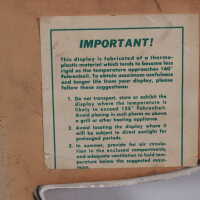 IMPORTANT!
This display is fabricated of a thermo-
plastic material which tends to become less
rigid as the temperature approaches 140°
Fahrenheit. To obtain maximum usefulness
and longer life from your display, please
follow these suggestions:
1. Do not transport, store or exhibit the
display where the temperature is likely
to exceed 135° Fahrenheit.
Avoid placing in such places as above
a grill or other heating appliance.
2. Avoid locating the display where it
will be subject to direct sunlight for
prolonged periods.
3. In summer, provide for air circula-
tion in the enclosed compartments,
and adequate ventilation to hold tem-
perature below the suggested maxi-
mum.